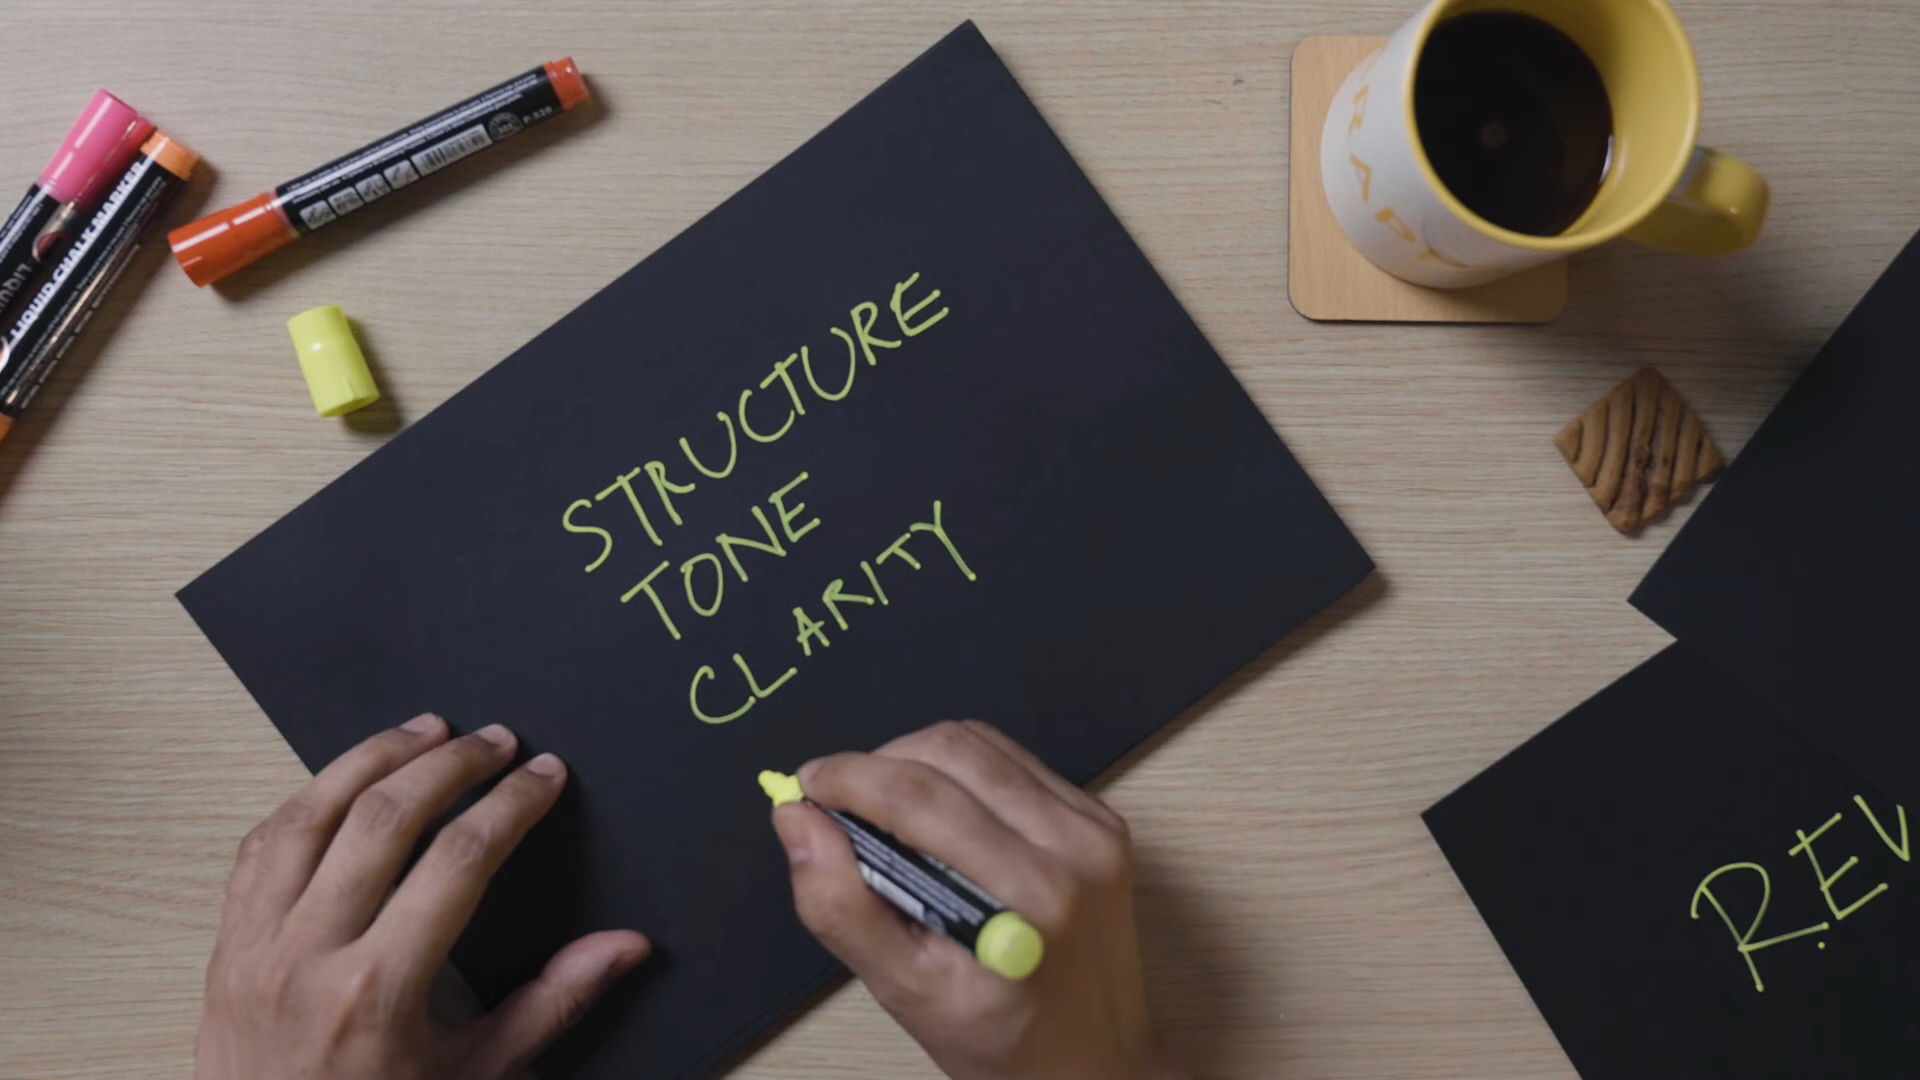 STRUCTURE
TONE
CLARITY
REV
LIQUID CHALK MARKER